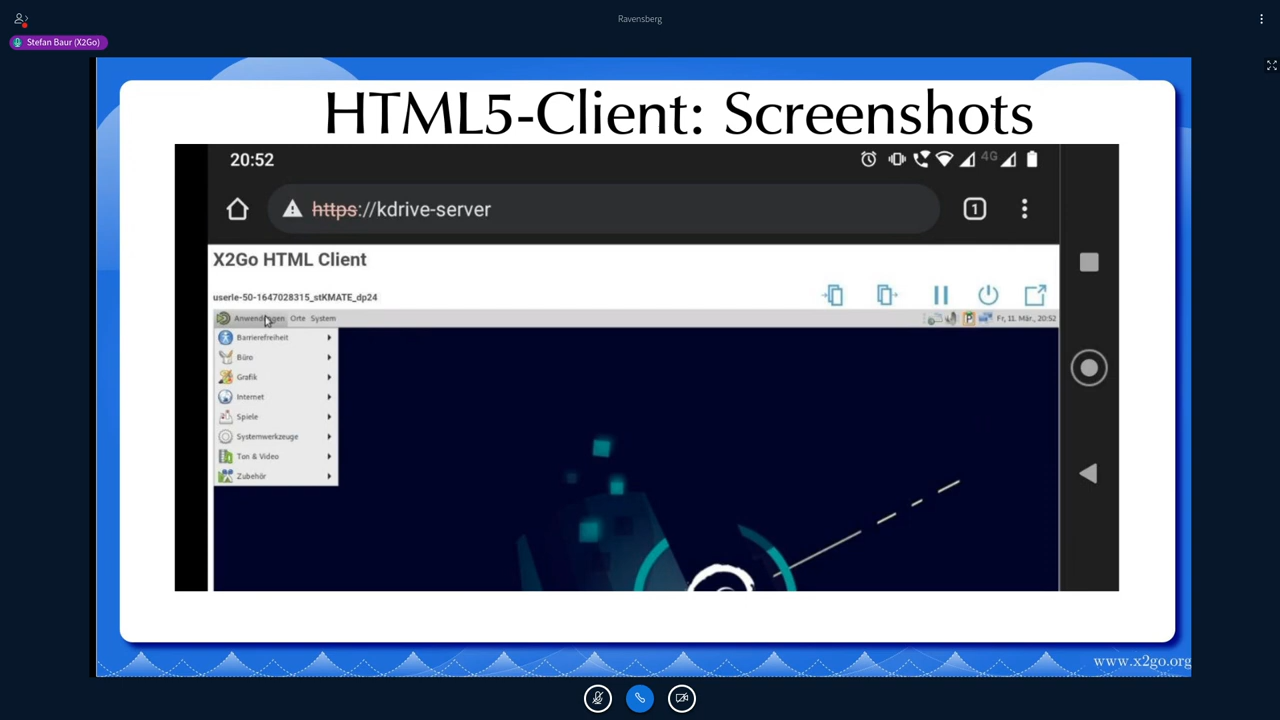 Ravensberg
Stefan Baur (X2Go)
HTML5-Client: Screenshots
20:52
4G
https://kdrive-server
1
X2Go HTML Client
userle-50-1647028315_stKMATE_dp24
Anwendungen Orte System
Fr, 11. Mär., 20:52
Barrierefreiheit
Büro
Grafik
Internet
Spiele
Systemwerkzeuge
Ton & Video
Zubehör
www.x2go.org